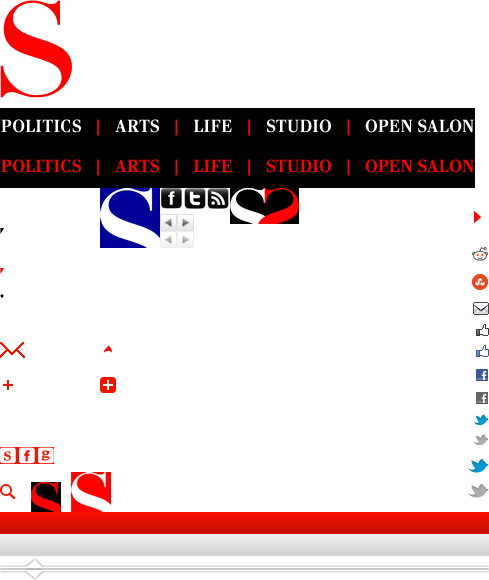 S
POLITICS | ARTS | LIFE | STUDIO | OPEN SALON
POLITICS | ARTS | LIFE | STUDIO | OPEN SALON
S f t S
f
f
s f g
S S